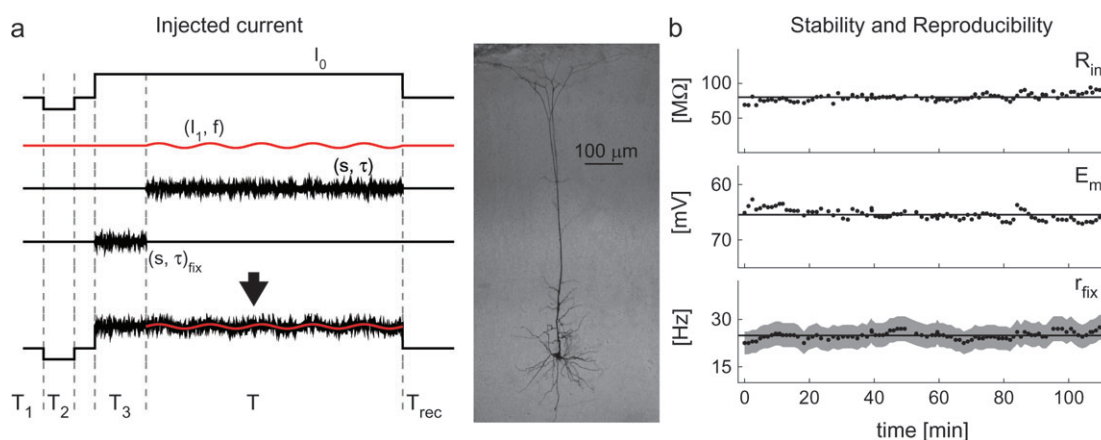 a
Injected current
I0
(I1, f)
(s, τ)
(s, τ)fix
T1
T2
T3
T
Trec
100 μm
b
Stability and Reproducibility
Rin
[MΩ]
100
50
Em
[mV]
60
70
rfix
[Hz]
30
15
0
20
40
60
80
100
time [min]